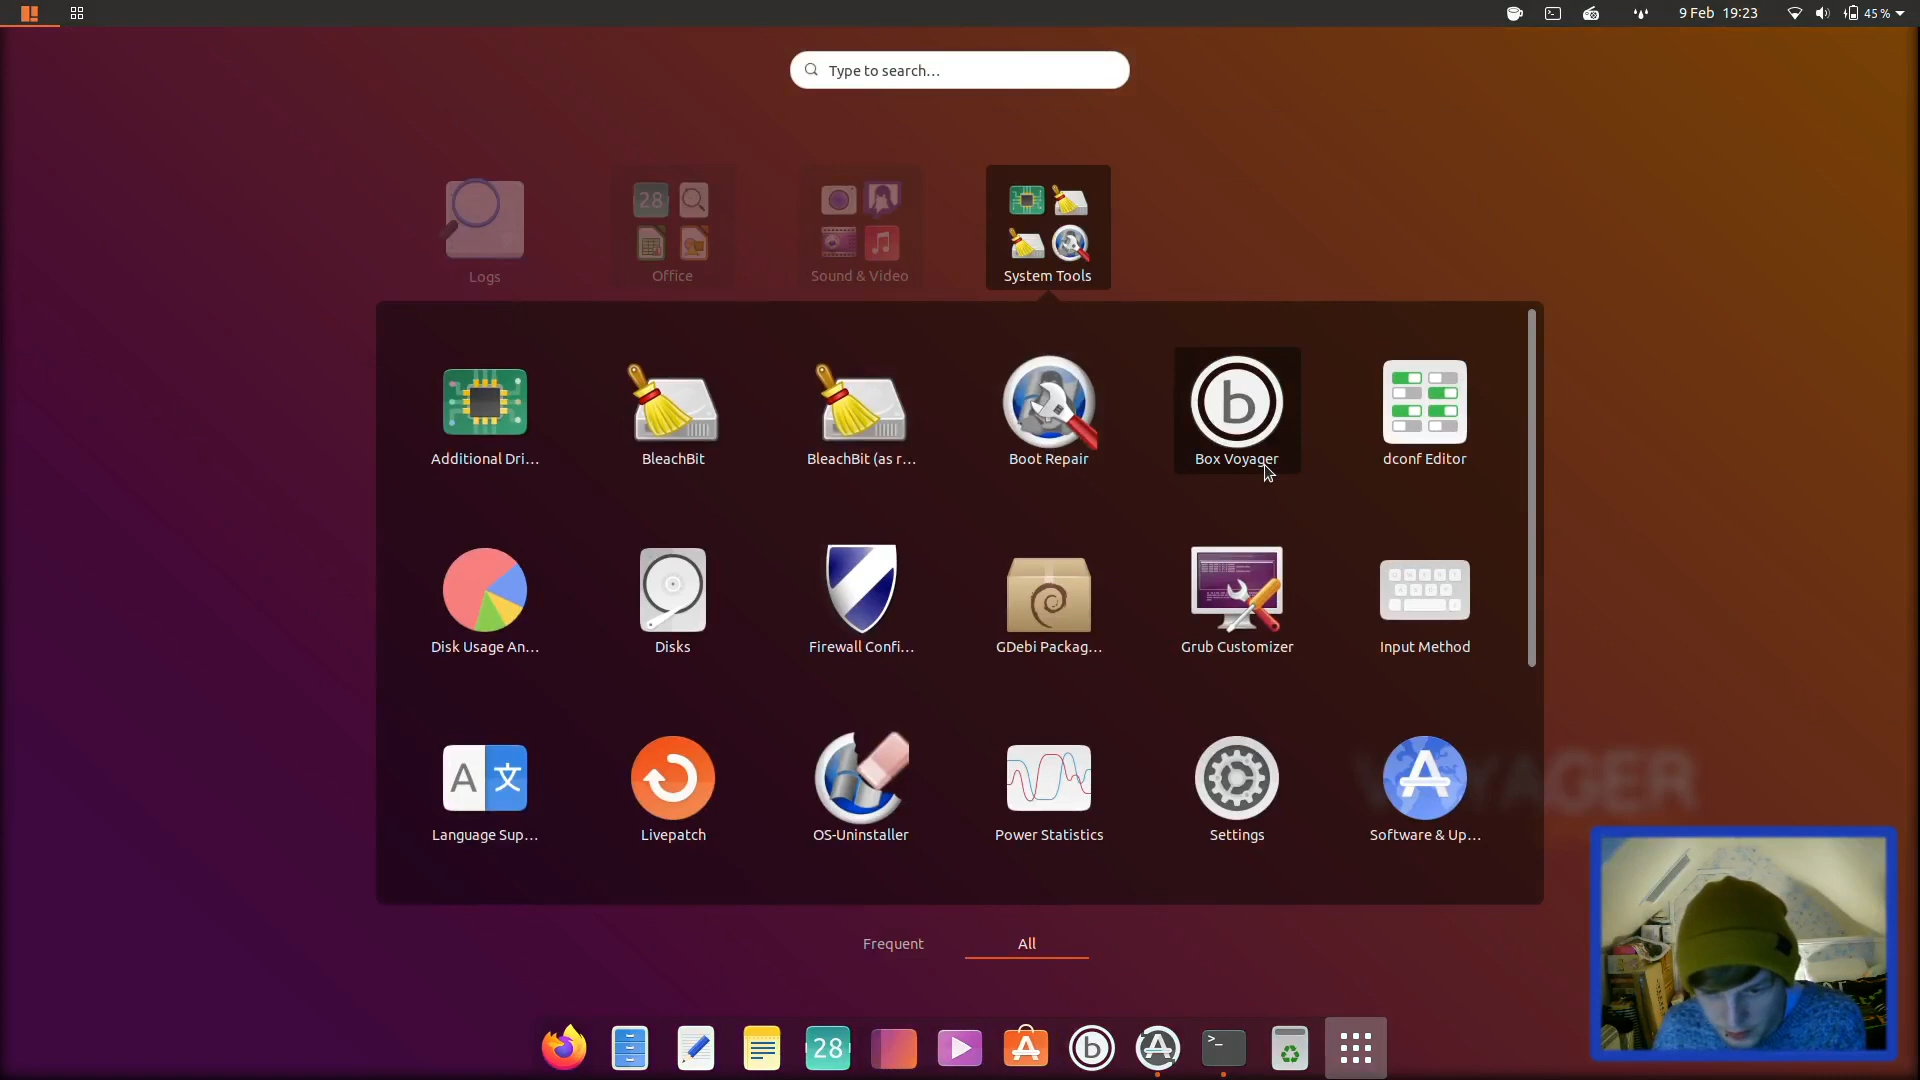 9 Feb 19:23
45 %
Type to search…
Logs
28
Office
Sound & Video
System Tools
Additional Dri…
BleachBit
BleachBit (as r…
Boot Repair
b
Box Voyager
dconf Editor
Disk Usage An…
Disks
Firewall Confi…
GDebi Packag…
Grub Customizer
Input Method
A 文
Language Sup…
Livepatch
OS-Uninstaller
Power Statistics
Settings
Software & Up…
VOYAGER
Frequent
All
28
b
>_